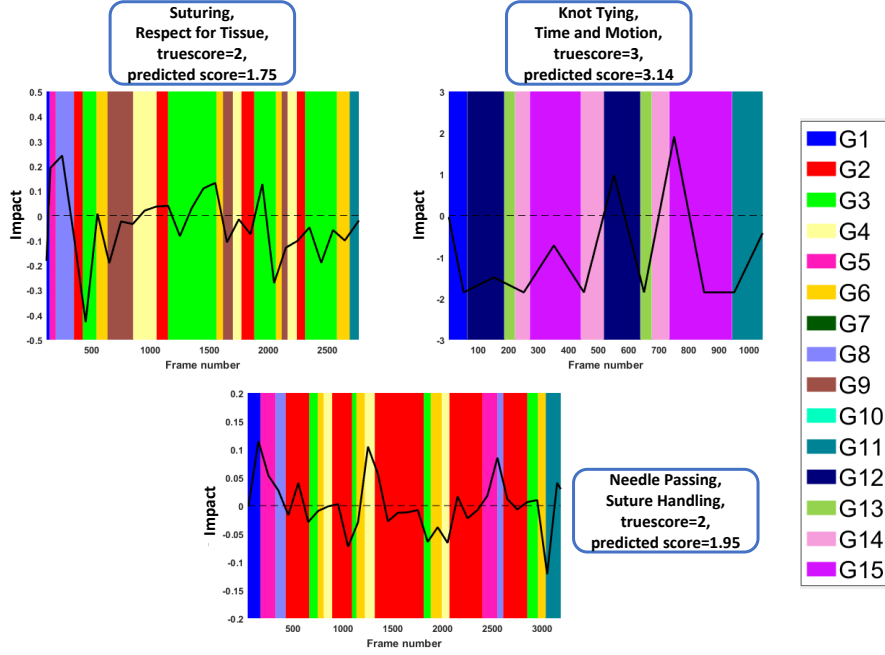 Suturing,
Respect for Tissue,
truescore=2,
predicted score=1.75
Knot Tying,
Time and Motion,
truescore=3,
predicted score=3.14
0.5
0.4
0.3
0.2
0.1
0
-0.1
-0.2
-0.3
-0.4
-0.5
Impact
500
1000
1500
2000
2500
Frame number
3
2
1
0
-1
-2
-3
Impact
100
200
300
400
500
600
700
800
900
1000
Frame number
0.2
0.15
0.1
0.05
0
-0.05
-0.1
-0.15
-0.2
Impact
500
1000
1500
2000
2500
3000
Frame number
Needle Passing,
Suture Handling,
truescore=2,
predicted score=1.95
G1
G2
G3
G4
G5
G6
G7
G8
G9
G10
G11
G12
G13
G14
G15